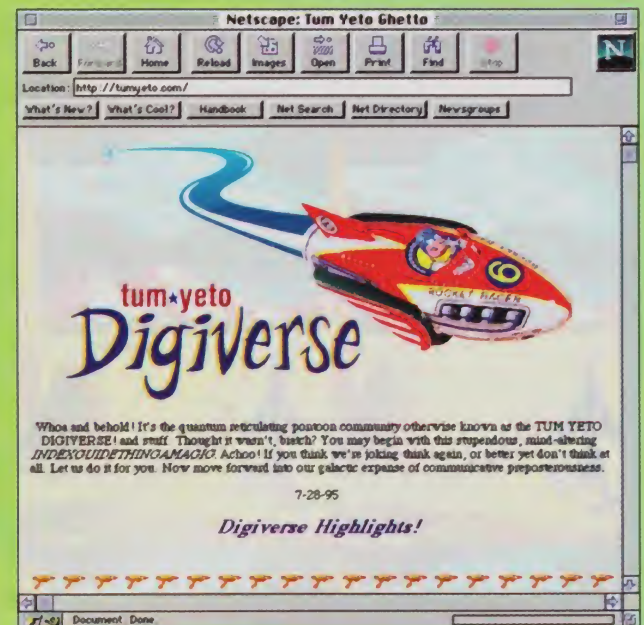 Netscape: Tum Yeto Ghetto
Back Forward Home Reload Images Open Print Find Stop
N
Location: http://tumyeto.com/
What's New? What's Cool? Handbook Net Search Net Directory Newsgroups
6
ROCKET RACER
tum★yeto
Digiverse
Whoa and behold! It's the quantum reticulating pontoon community otherwise known as the TUM YETO
DIGIVERSE! and stuff. Thought it wasn't, biatch? You may begin with this stupendous, mind-altering
INDEXGUIDETHINGAMAGIG. Achoo! If you think we're joking think again, or better yet don't think at
all. Let us do it for you. Now move forward into our galactic expanse of communicative preposterousness.
7-28-95
Digiverse Highlights!
Document: Done.